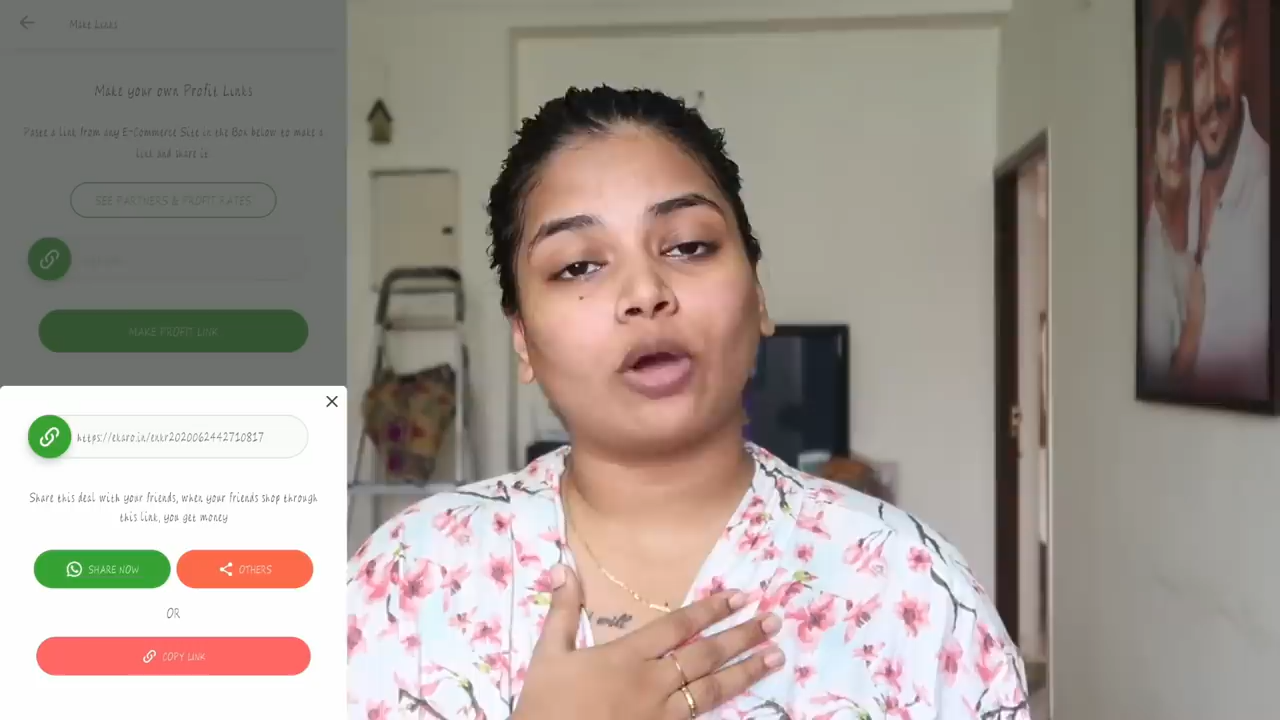 Make Links
Make your own Profit Links
Paste a link from any E-Commerce Site in the Box below to make a
link and share it.
SEE PARTNERS & PROFIT RATES
MAKE PROFIT LINK
https://ekaro.in/enkr2020062442710817
Share this deal with your friends, when your friends shop through
this link, you get money
SHARE NOW
OTHERS
OR
COPY LINK
will